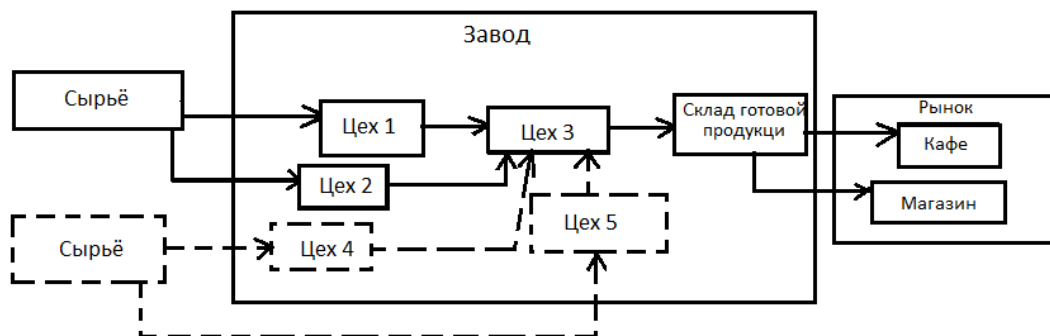 Завод
Сырьё
Цех 1
Цех 2
Цех 3
Склад готовой
продукци
Рынок
Кафе
Магазин
Сырьё
Цех 4
Цех 5